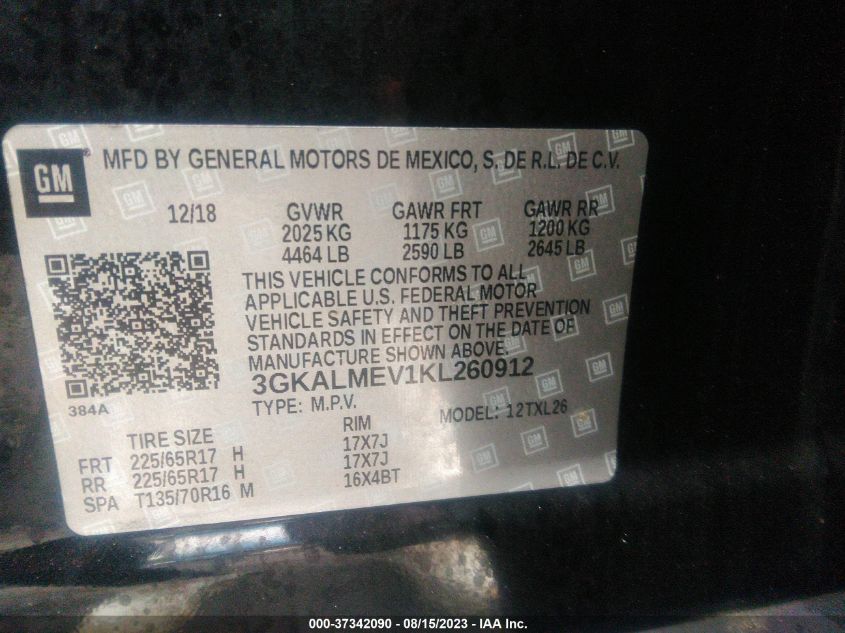 GM
MFD BY GENERAL MOTORS DE MEXICO, S. DE R.L. DE C.V.
12/18 GVWR GAWR FRT GAWR RR
2025 KG 1175 KG 1200 KG
4464 LB 2590 LB 2645 LB
THIS VEHICLE CONFORMS TO ALL
APPLICABLE U.S. FEDERAL MOTOR
VEHICLE SAFETY AND THEFT PREVENTION
STANDARDS IN EFFECT ON THE DATE OF
MANUFACTURE SHOWN ABOVE.
384A
3GKALMEV1KL260912
TYPE: M.P.V. MODEL: 12TXL26
TIRE SIZE RIM
FRT 225/65R17 H 17X7J
RR 225/65R17 H 17X7J
SPA T135/70R16 M 16X4BT
000-37342090 - 08/15/2023 - IAA Inc.